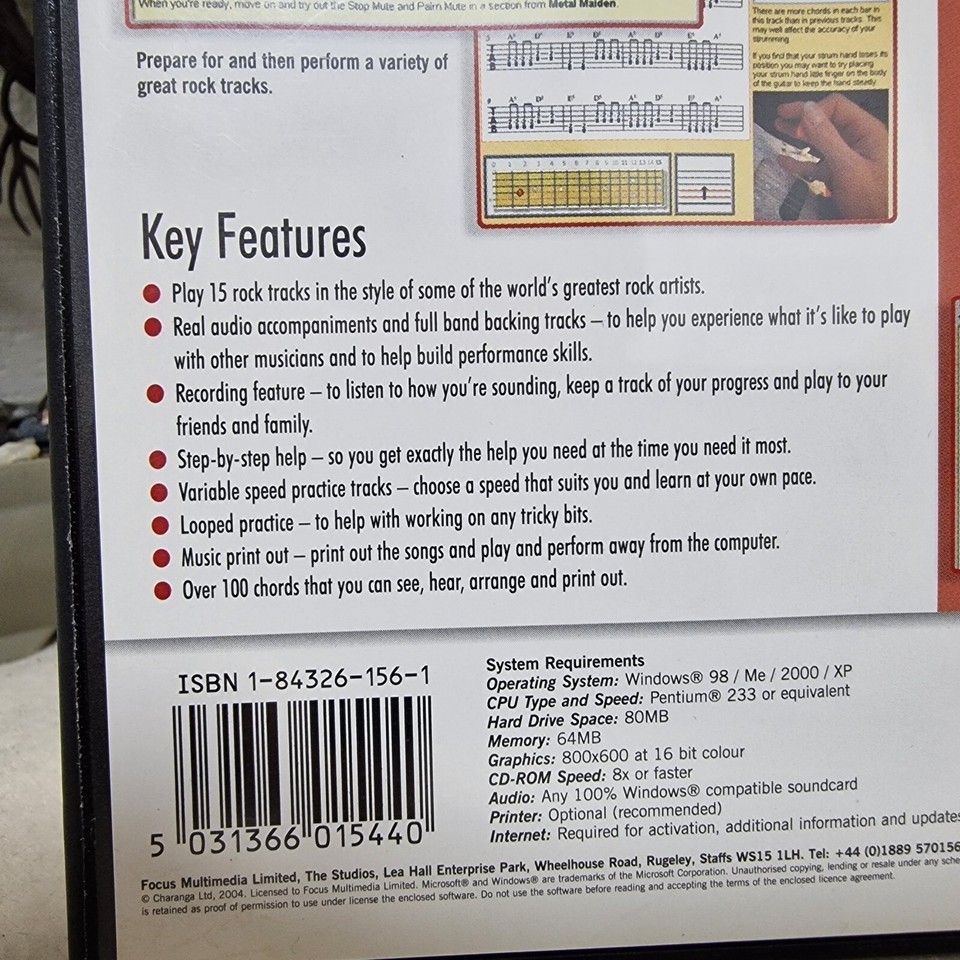 When you're ready, move on and try out the Stop Mute and Palm Mute in a section from Metal Maiden.
There are more chords in each bar in
this track than in previous tracks. This
may well affect the accuracy of your
strumming.
If you find that your strum hand loses its
position you may want to try placing
your strum hand little finger on the body
of the guitar to keep the hand steady.
Prepare for and then perform a variety of
great rock tracks.
Key Features
● Play 15 rock tracks in the style of some of the world's greatest rock artists.
● Real audio accompaniments and full band backing tracks – to help you experience what it's like to play
with other musicians and to help build performance skills.
● Recording feature – to listen to how you're sounding, keep a track of your progress and play to your
friends and family.
● Step-by-step help – so you get exactly the help you need at the time you need it most.
● Variable speed practice tracks – choose a speed that suits you and learn at your own pace.
● Looped practice – to help with working on any tricky bits.
● Music print out – print out the songs and play and perform away from the computer.
● Over 100 chords that you can see, hear, arrange and print out.
ISBN 1-84326-156-1
5 031366 015440
System Requirements
Operating System: Windows® 98 / Me / 2000 / XP
CPU Type and Speed: Pentium® 233 or equivalent
Hard Drive Space: 80MB
Memory: 64MB
Graphics: 800x600 at 16 bit colour
CD-ROM Speed: 8x or faster
Audio: Any 100% Windows® compatible soundcard
Printer: Optional (recommended)
Internet: Required for activation, additional information and updates
Focus Multimedia Limited, The Studios, Lea Hall Enterprise Park, Wheelhouse Road, Rugeley, Staffs WS15 1LH. Tel: +44 (0)1889 570156
© Charanga Ltd, 2004. Licensed to Focus Multimedia Limited. Microsoft® and Windows® are trademarks of the Microsoft Corporation. Unauthorised copying, lending or resale under any sche
is retained as proof of permission to use under license the enclosed software. Do not use the software before reading and accepting the terms of the enclosed licence agreement.